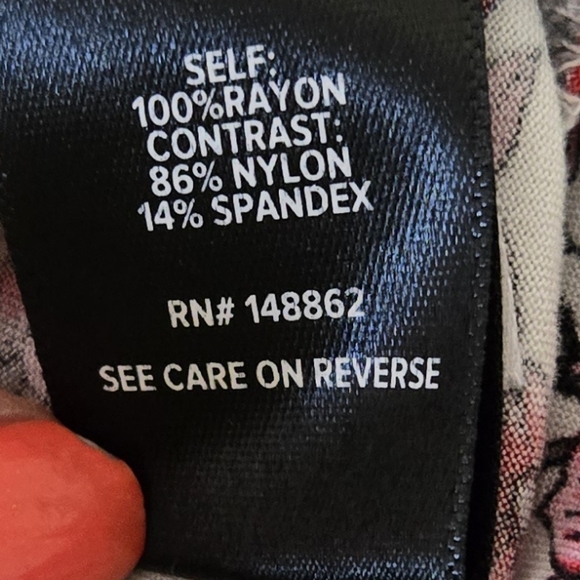 SELF:
100%RAYON
CONTRAST:
86% NYLON
14% SPANDEX
RN# 148862
SEE CARE ON REVERSE